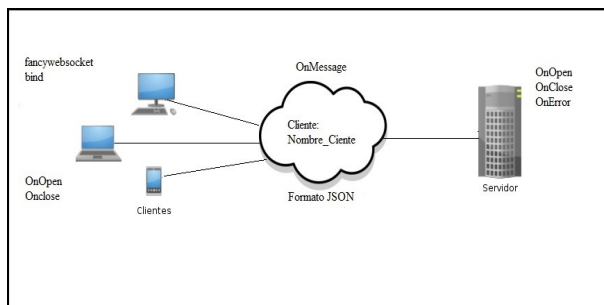 fancywebsocket
bind
OnMessage
OnOpen
OnClose
OnError
Cliente:
Nombre_Ciente
OnOpen
Onclose
Clientes
Formato JSON
Servidor